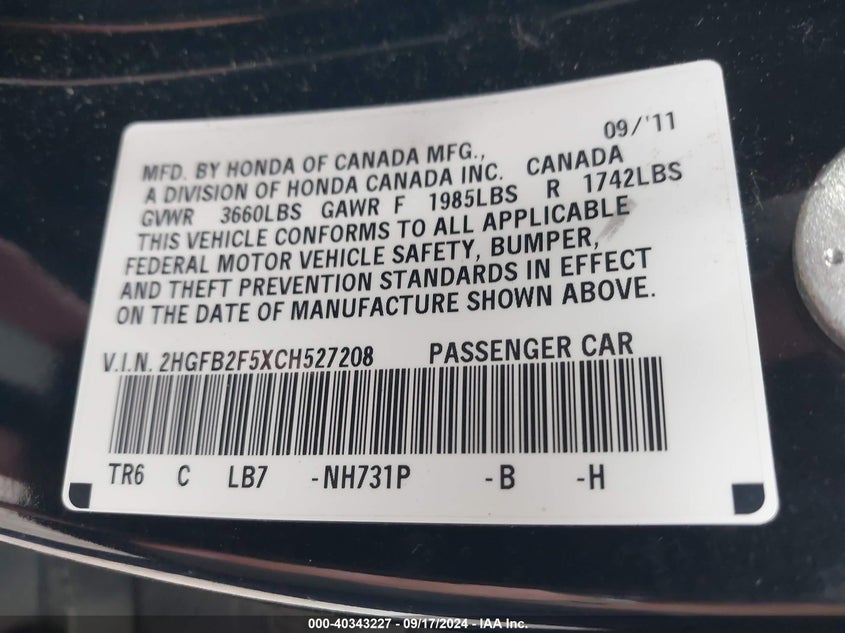 09/'11
MFD. BY HONDA OF CANADA MFG.,
A DIVISION OF HONDA CANADA INC. CANADA
GVWR 3660LBS GAWR F 1985LBS R 1742LBS
THIS VEHICLE CONFORMS TO ALL APPLICABLE
FEDERAL MOTOR VEHICLE SAFETY, BUMPER,
AND THEFT PREVENTION STANDARDS IN EFFECT
ON THE DATE OF MANUFACTURE SHOWN ABOVE.
V.I.N. 2HGFB2F5XCH527208 PASSENGER CAR
TR6 C LB7 -NH731P -B -H
000-40343227 - 09/17/2024 - IAA Inc.